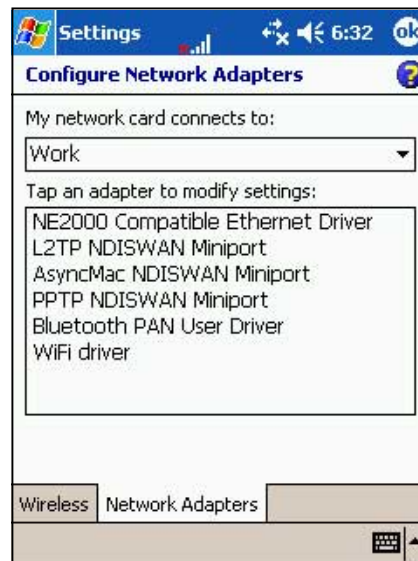 Settings 6:32 ok
Configure Network Adapters ?
My network card connects to:
Work
Tap an adapter to modify settings:
NE2000 Compatible Ethernet Driver
L2TP NDISWAN Miniport
AsyncMac NDISWAN Miniport
PPTP NDISWAN Miniport
Bluetooth PAN User Driver
WiFi driver
Wireless Network Adapters